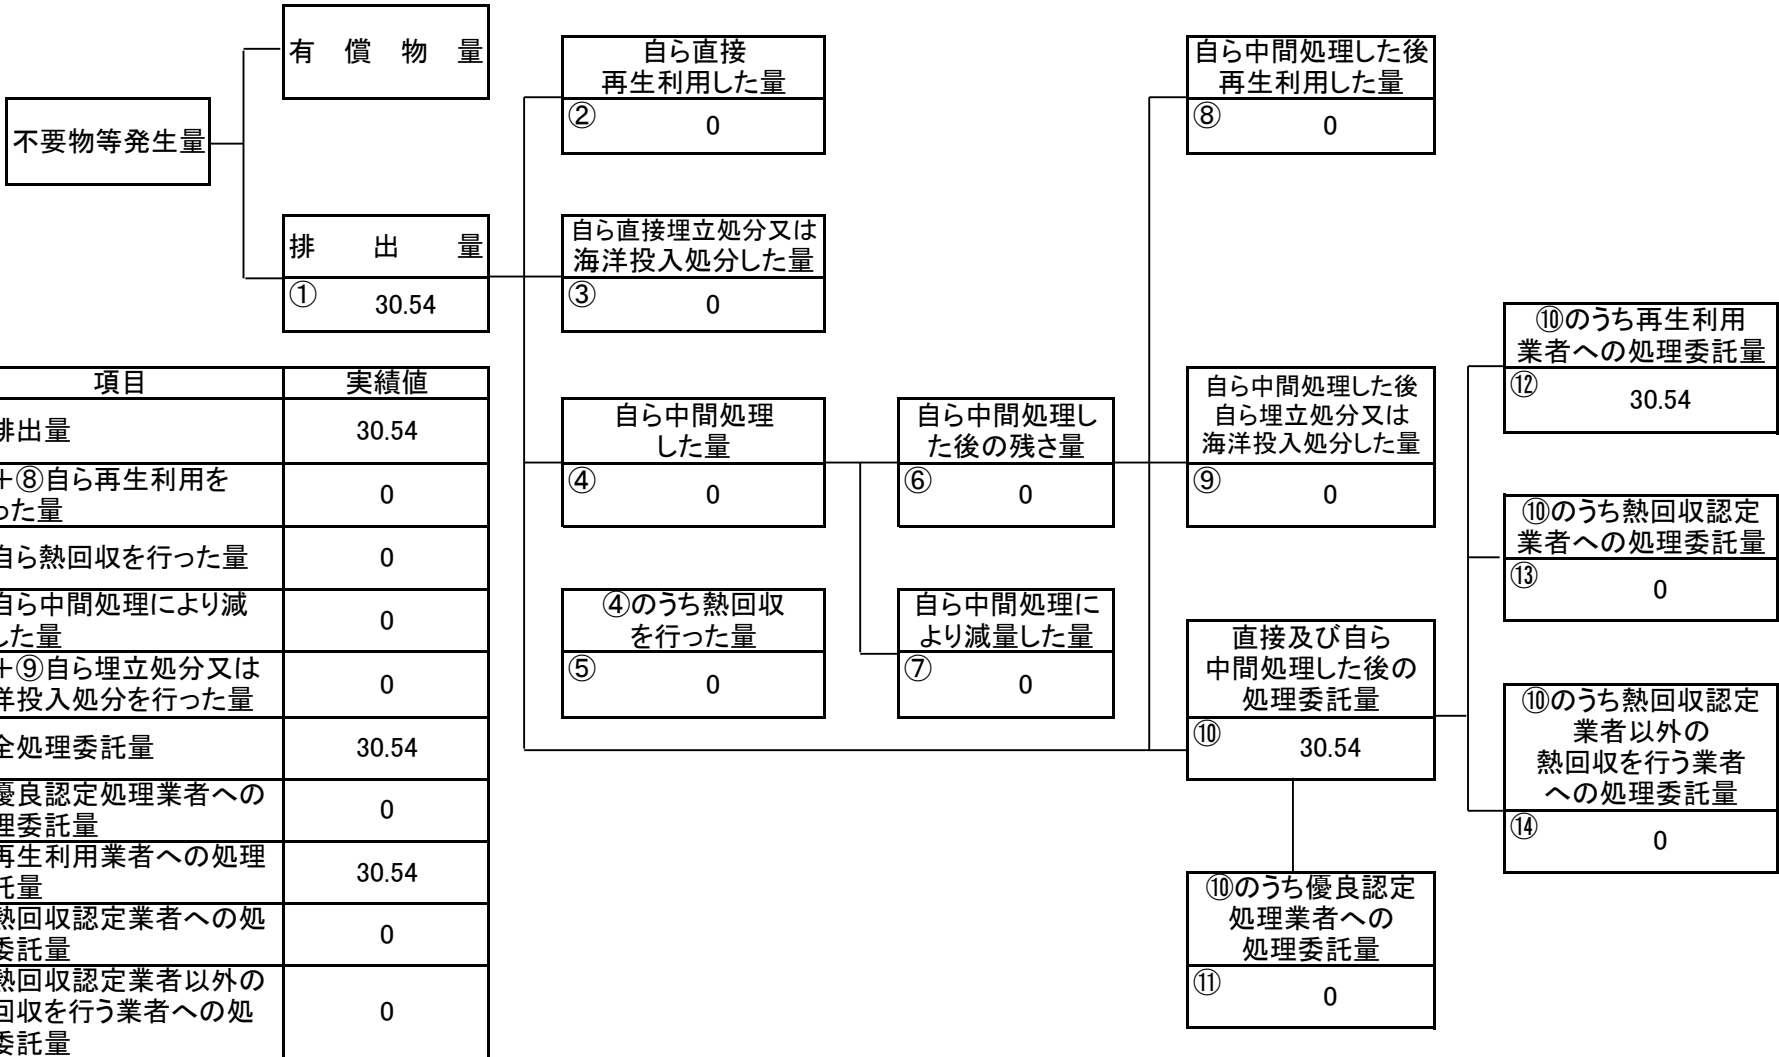 有 償 物 量
不要物等発生量
排 出 量
① 30.54
自ら直接
再生利用した量
② 0
自ら直接埋立処分又は
海洋投入処分した量
③ 0
自ら中間処理
した量
④ 0
④のうち熱回収
を行った量
⑤ 0
自ら中間処理し
た後の残さ量
⑥ 0
自ら中間処理に
より減量した量
⑦ 0
自ら中間処理した後
再生利用した量
⑧ 0
自ら中間処理した後
自ら埋立処分又は
海洋投入処分した量
⑨ 0
直接及び自ら
中間処理した後の
処理委託量
⑩ 30.54
⑩のうち優良認定
処理業者への
処理委託量
⑪ 0
⑩のうち再生利用
業者への処理委託量
⑫ 30.54
⑩のうち熱回収認定
業者への処理委託量
⑬ 0
⑩のうち熱回収認定
業者以外の
熱回収を行う業者
への処理委託量
⑭ 0
項目 実績値
排出量 30.54
+⑧自ら再生利用を
った量 0
自ら熱回収を行った量 0
自ら中間処理により減
した量 0
+⑨自ら埋立処分又は
洋投入処分を行った量 0
全処理委託量 30.54
優良認定処理業者への
理委託量 0
再生利用業者への処理
託量 30.54
熱回収認定業者への処
委託量 0
熱回収認定業者以外の
回収を行う業者への処
委託量 0